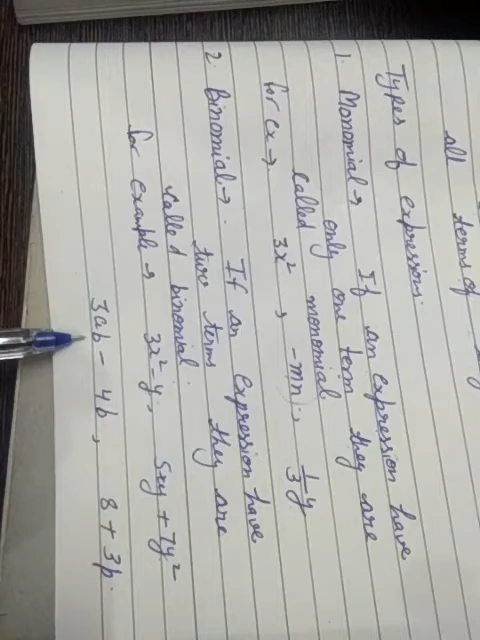 all terms of
Types of expression:
1. Monomial → If an expression have
only one term they are
called monomial.
for ex → 3x², -mn, 1/3 y
2. Binomial → If an expression have
two terms they are
called binomial.
for example → 3x²-y, 5xy + 7y²
3ab - 4b, 8 + 3p.